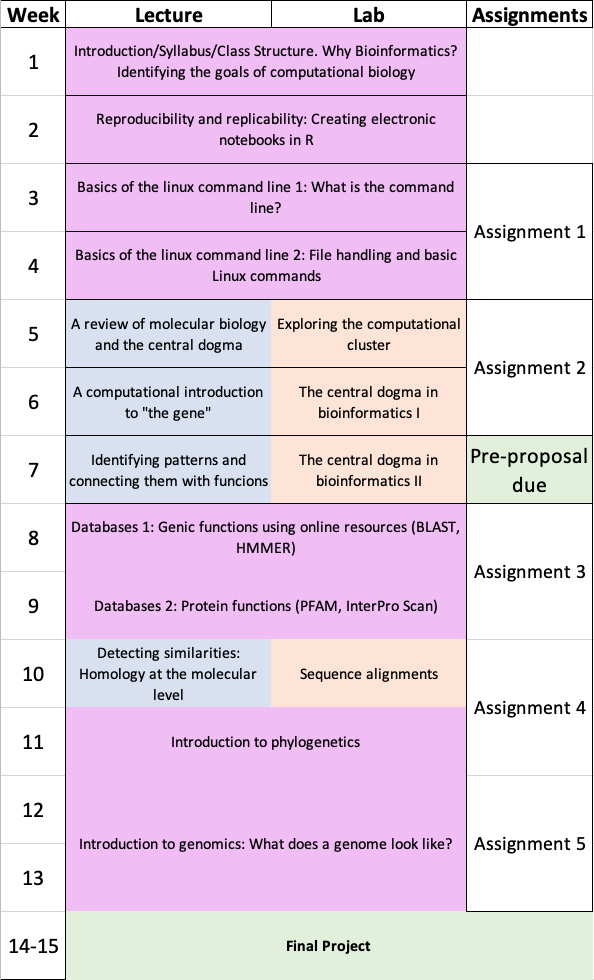 Week Lecture Lab Assignments
1
Introduction/Syllabus/Class Structure. Why Bioinformatics?
Identifying the goals of computational biology
2
Reproducibility and replicability: Creating electronic
notebooks in R
3
Basics of the linux command line 1: What is the command
line?
Assignment 1
4
Basics of the linux command line 2: File handling and basic
Linux commands
5
A review of molecular biology
and the central dogma
Exploring the computational
cluster
Assignment 2
6
A computational introduction
to "the gene"
The central dogma in
bioinformatics I
7
Identifying patterns and
connecting them with funcions
The central dogma in
bioinformatics II
Pre-proposal
due
8
Databases 1: Genic functions using online resources (BLAST,
HMMER)
Assignment 3
9
Databases 2: Protein functions (PFAM, InterPro Scan)
10
Detecting similarities:
Homology at the molecular
level
Sequence alignments
Assignment 4
11
Introduction to phylogenetics
12
Introduction to genomics: What does a genome look like?
Assignment 5
13
14-15
Final Project